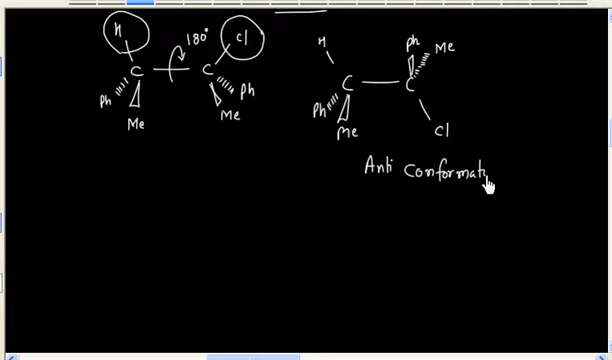 H 180° Cl
C C
Ph Me Me Ph
H Ph Me
C C
Ph Me Cl
Anti Conformat